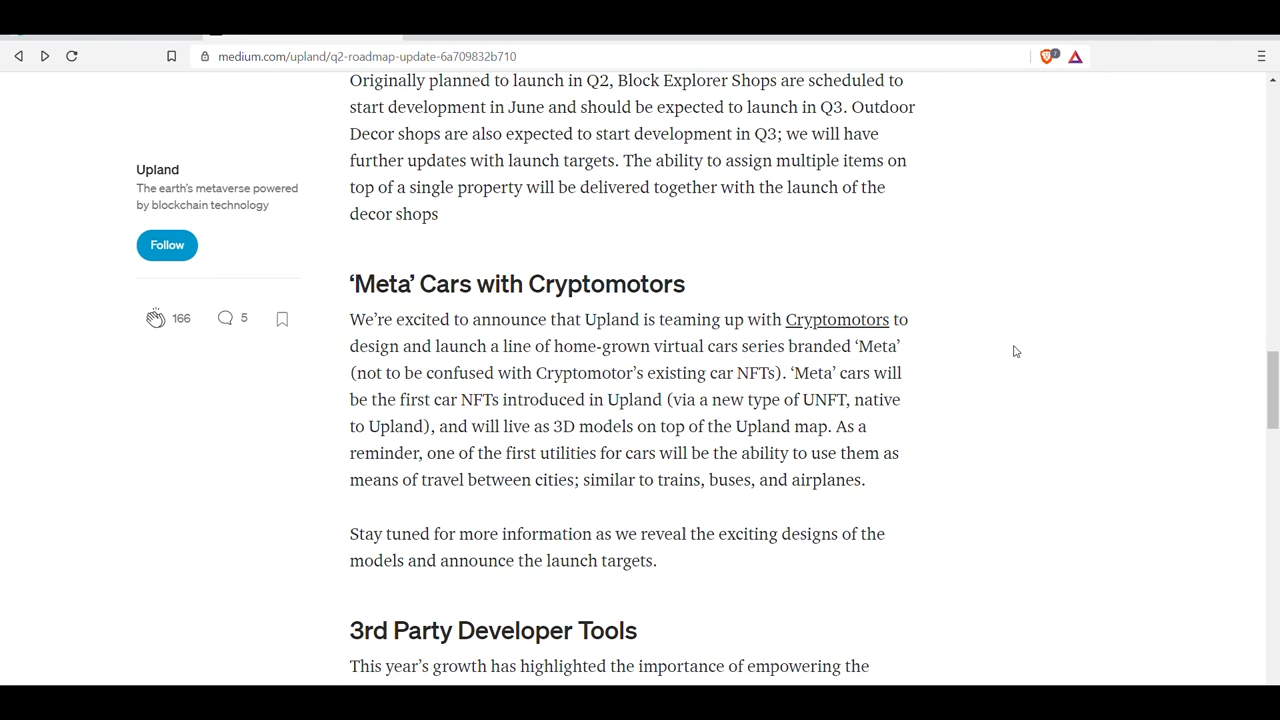 medium.com/upland/q2-roadmap-update-6a709832b710
7
Originally planned to launch in Q2, Block Explorer Shops are scheduled to
start development in June and should be expected to launch in Q3. Outdoor
Decor shops are also expected to start development in Q3; we will have
further updates with launch targets. The ability to assign multiple items on
top of a single property will be delivered together with the launch of the
decor shops
Upland
The earth's metaverse powered
by blockchain technology
Follow
166
5
‘Meta’ Cars with Cryptomotors
We’re excited to announce that Upland is teaming up with Cryptomotors to
design and launch a line of home-grown virtual cars series branded ‘Meta’
(not to be confused with Cryptomotor’s existing car NFTs). ‘Meta’ cars will
be the first car NFTs introduced in Upland (via a new type of UNFT, native
to Upland), and will live as 3D models on top of the Upland map. As a
reminder, one of the first utilities for cars will be the ability to use them as
means of travel between cities; similar to trains, buses, and airplanes.
Stay tuned for more information as we reveal the exciting designs of the
models and announce the launch targets.
3rd Party Developer Tools
This year’s growth has highlighted the importance of empowering the